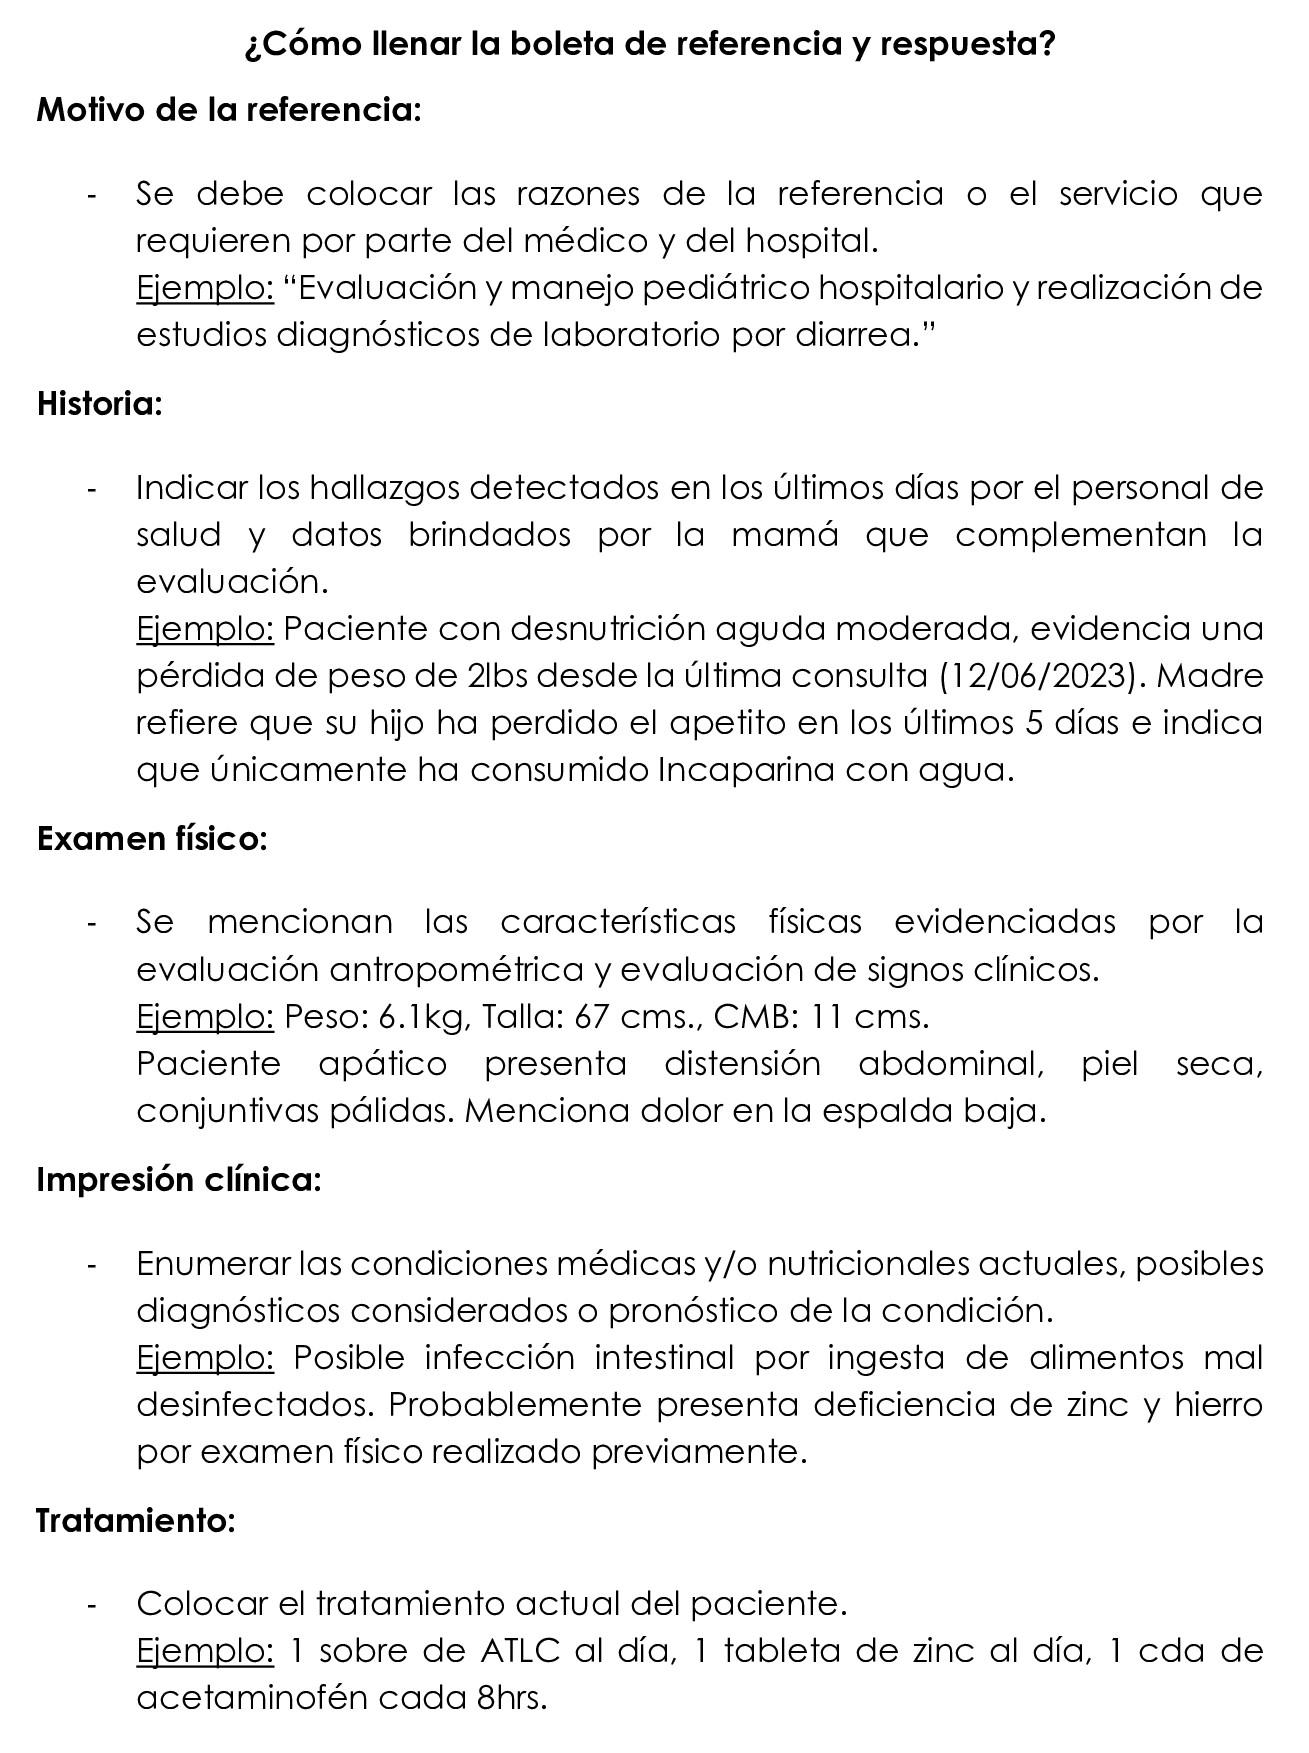 ¿Cómo llenar la boleta de referencia y respuesta?
Motivo de la referencia:
- Se debe colocar las razones de la referencia o el servicio que
requieren por parte del médico y del hospital.
Ejemplo: “Evaluación y manejo pediátrico hospitalario y realización de
estudios diagnósticos de laboratorio por diarrea.”
Historia:
- Indicar los hallazgos detectados en los últimos días por el personal de
salud y datos brindados por la mamá que complementan la
evaluación.
Ejemplo: Paciente con desnutrición aguda moderada, evidencia una
pérdida de peso de 2lbs desde la última consulta (12/06/2023). Madre
refiere que su hijo ha perdido el apetito en los últimos 5 días e indica
que únicamente ha consumido Incaparina con agua.
Examen físico:
- Se mencionan las características físicas evidenciadas por la
evaluación antropométrica y evaluación de signos clínicos.
Ejemplo: Peso: 6.1kg, Talla: 67 cms., CMB: 11 cms.
Paciente apático presenta distensión abdominal, piel seca,
conjuntivas pálidas. Menciona dolor en la espalda baja.
Impresión clínica:
- Enumerar las condiciones médicas y/o nutricionales actuales, posibles
diagnósticos considerados o pronóstico de la condición.
Ejemplo: Posible infección intestinal por ingesta de alimentos mal
desinfectados. Probablemente presenta deficiencia de zinc y hierro
por examen físico realizado previamente.
Tratamiento:
- Colocar el tratamiento actual del paciente.
Ejemplo: 1 sobre de ATLC al día, 1 tableta de zinc al día, 1 cda de
acetaminofén cada 8hrs.